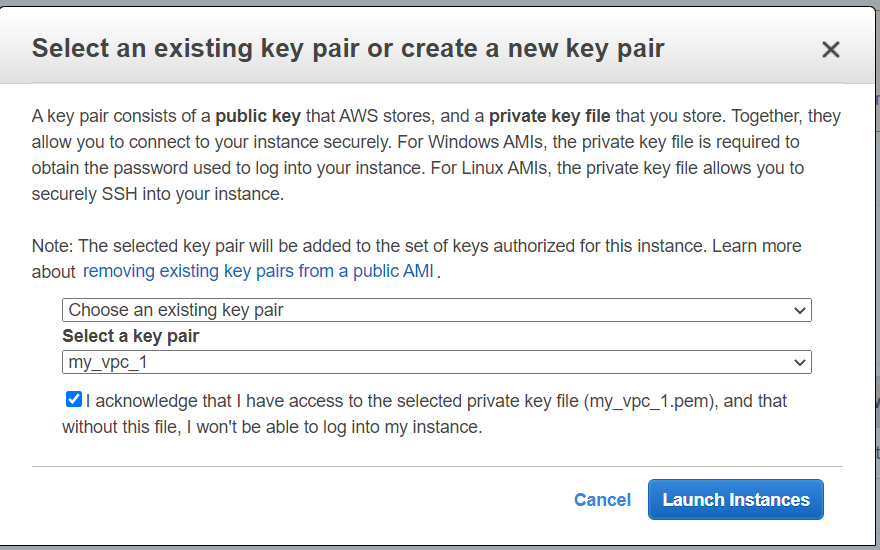 Select an existing key pair or create a new key pair
A key pair consists of a public key that AWS stores, and a private key file that you store. Together, they
allow you to connect to your instance securely. For Windows AMIs, the private key file is required to
obtain the password used to log into your instance. For Linux AMIs, the private key file allows you to
securely SSH into your instance.
Note: The selected key pair will be added to the set of keys authorized for this instance. Learn more
about removing existing key pairs from a public AMI .
Choose an existing key pair
Select a key pair
my_vpc_1
I acknowledge that I have access to the selected private key file (my_vpc_1.pem), and that
without this file, I won't be able to log into my instance.
Cancel Launch Instances